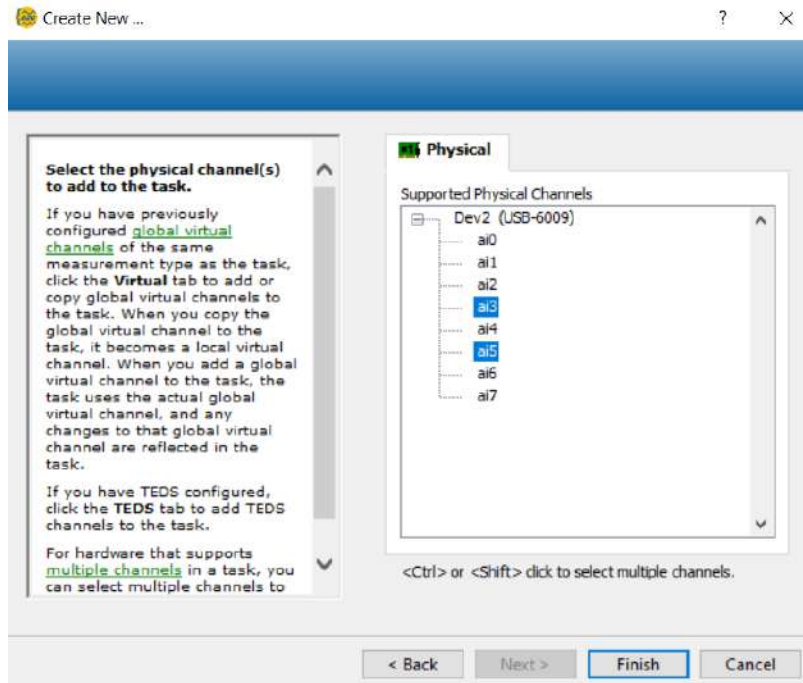 Create New ...
?
Select the physical channel(s)
to add to the task.
If you have previously
configured global virtual
channels of the same
measurement type as the task,
click the Virtual tab to add or
copy global virtual channels to
the task. When you copy the
global virtual channel to the
task, it becomes a local virtual
channel. When you add a global
virtual channel to the task, the
task uses the actual global
virtual channel, and any
changes to that global virtual
channel are reflected in the
task.
If you have TEDS configured,
click the TEDS tab to add TEDS
channels to the task.
For hardware that supports
multiple channels in a task, you
can select multiple channels to
Physical
Supported Physical Channels
Dev2 (USB-6009)
ai0
ai1
ai2
ai3
ai4
ai5
ai6
ai7
<Ctrl> or <Shift> click to select multiple channels.
< Back
Next >
Finish
Cancel